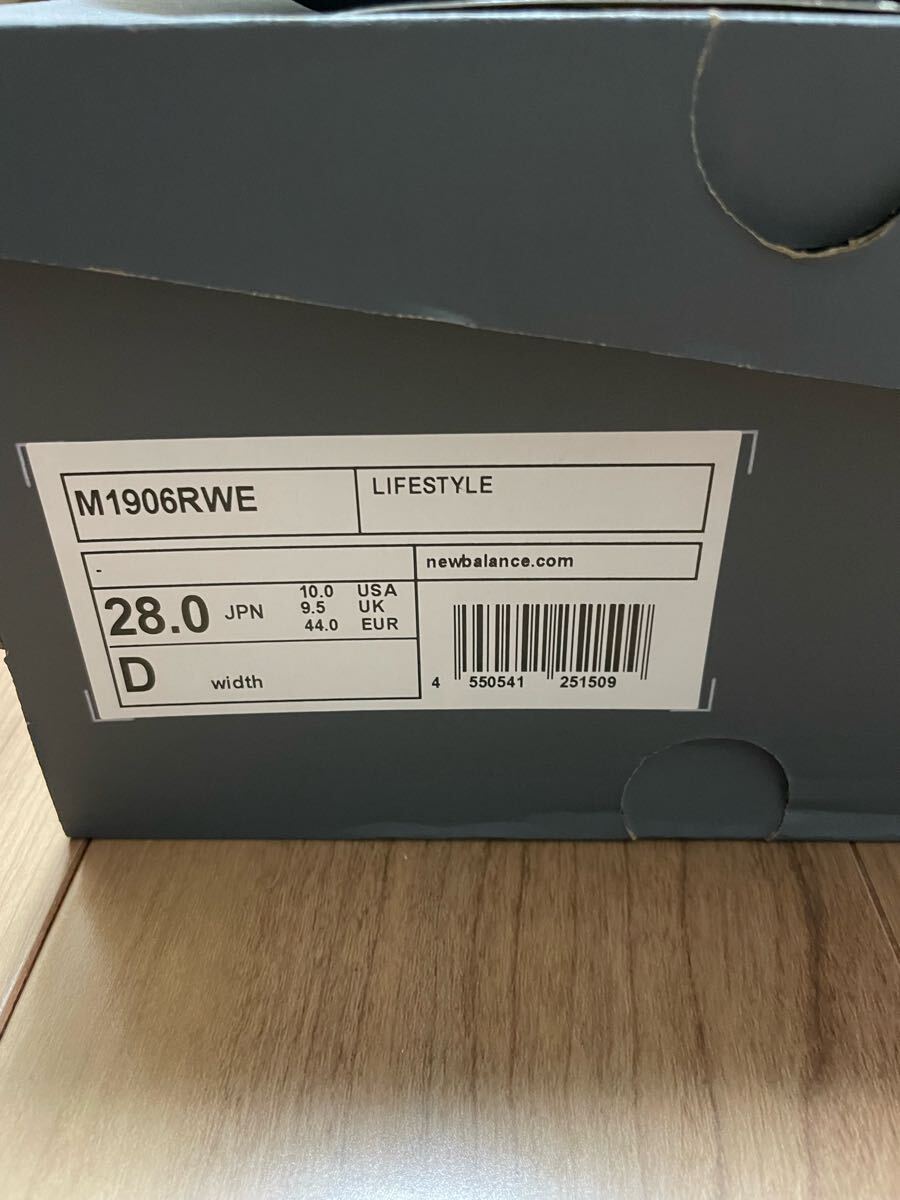 M1906RWE
LIFESTYLE
-
newbalance.com
28.0 JPN
10.0 USA
9.5 UK
44.0 EUR
D width
4 550541 251509